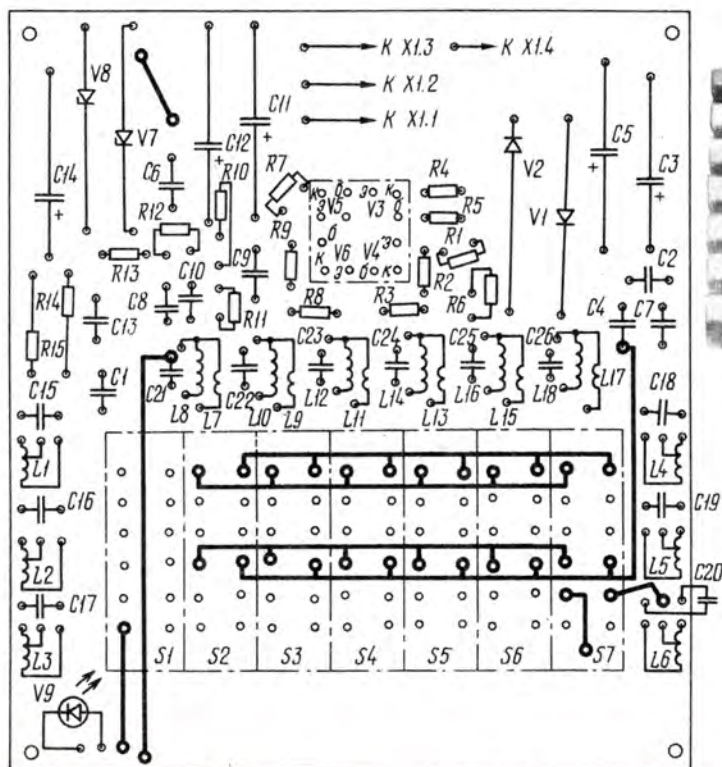 К X1.3
К X1.4
V8
К X1.2
C11
V7
К X1.1
C12
C5
C14
C6
R10
R7
R4
V2
C3
к б э к
V5 V3
R5
V1
R12
R9
R1
б э
к V6 V4
э б к
R13
C10
C9
R2
C2
R14
C8
R11
R8
R3
R6
C4 C7
C13
R15
C23
C24
C25
C26
C15
C1
C21
C22
L12
L14
L16
L18
L17
C18
L8 L7
L10 L9
L11
L13
L15
L1
L4
C16
C19
L2
L5
C17
C20
L3
S1 S2 S3 S4 S5 S6 S7
L6
V9